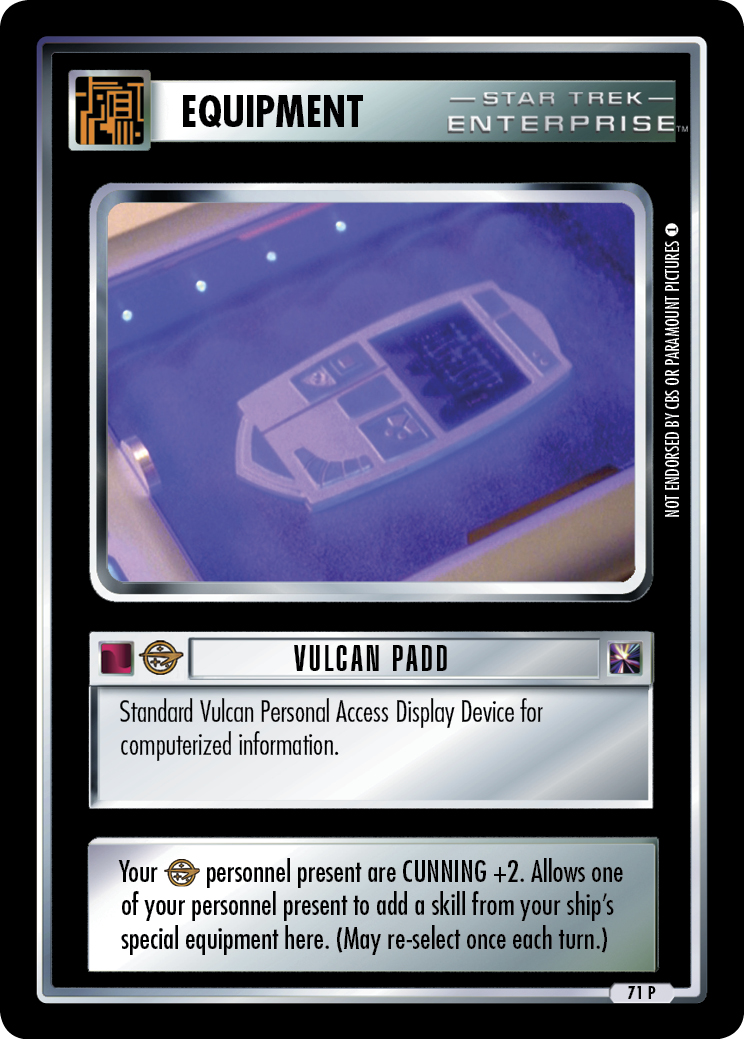 EQUIPMENT
STAR TREK
ENTERPRISE™
NOT ENDORSED BY CBS OR PARAMOUNT PICTURES 1
VULCAN PADD
Standard Vulcan Personal Access Display Device for
computerized information.
Your personnel present are CUNNING +2. Allows one
of your personnel present to add a skill from your ship's
special equipment here. (May re-select once each turn.)
71 P